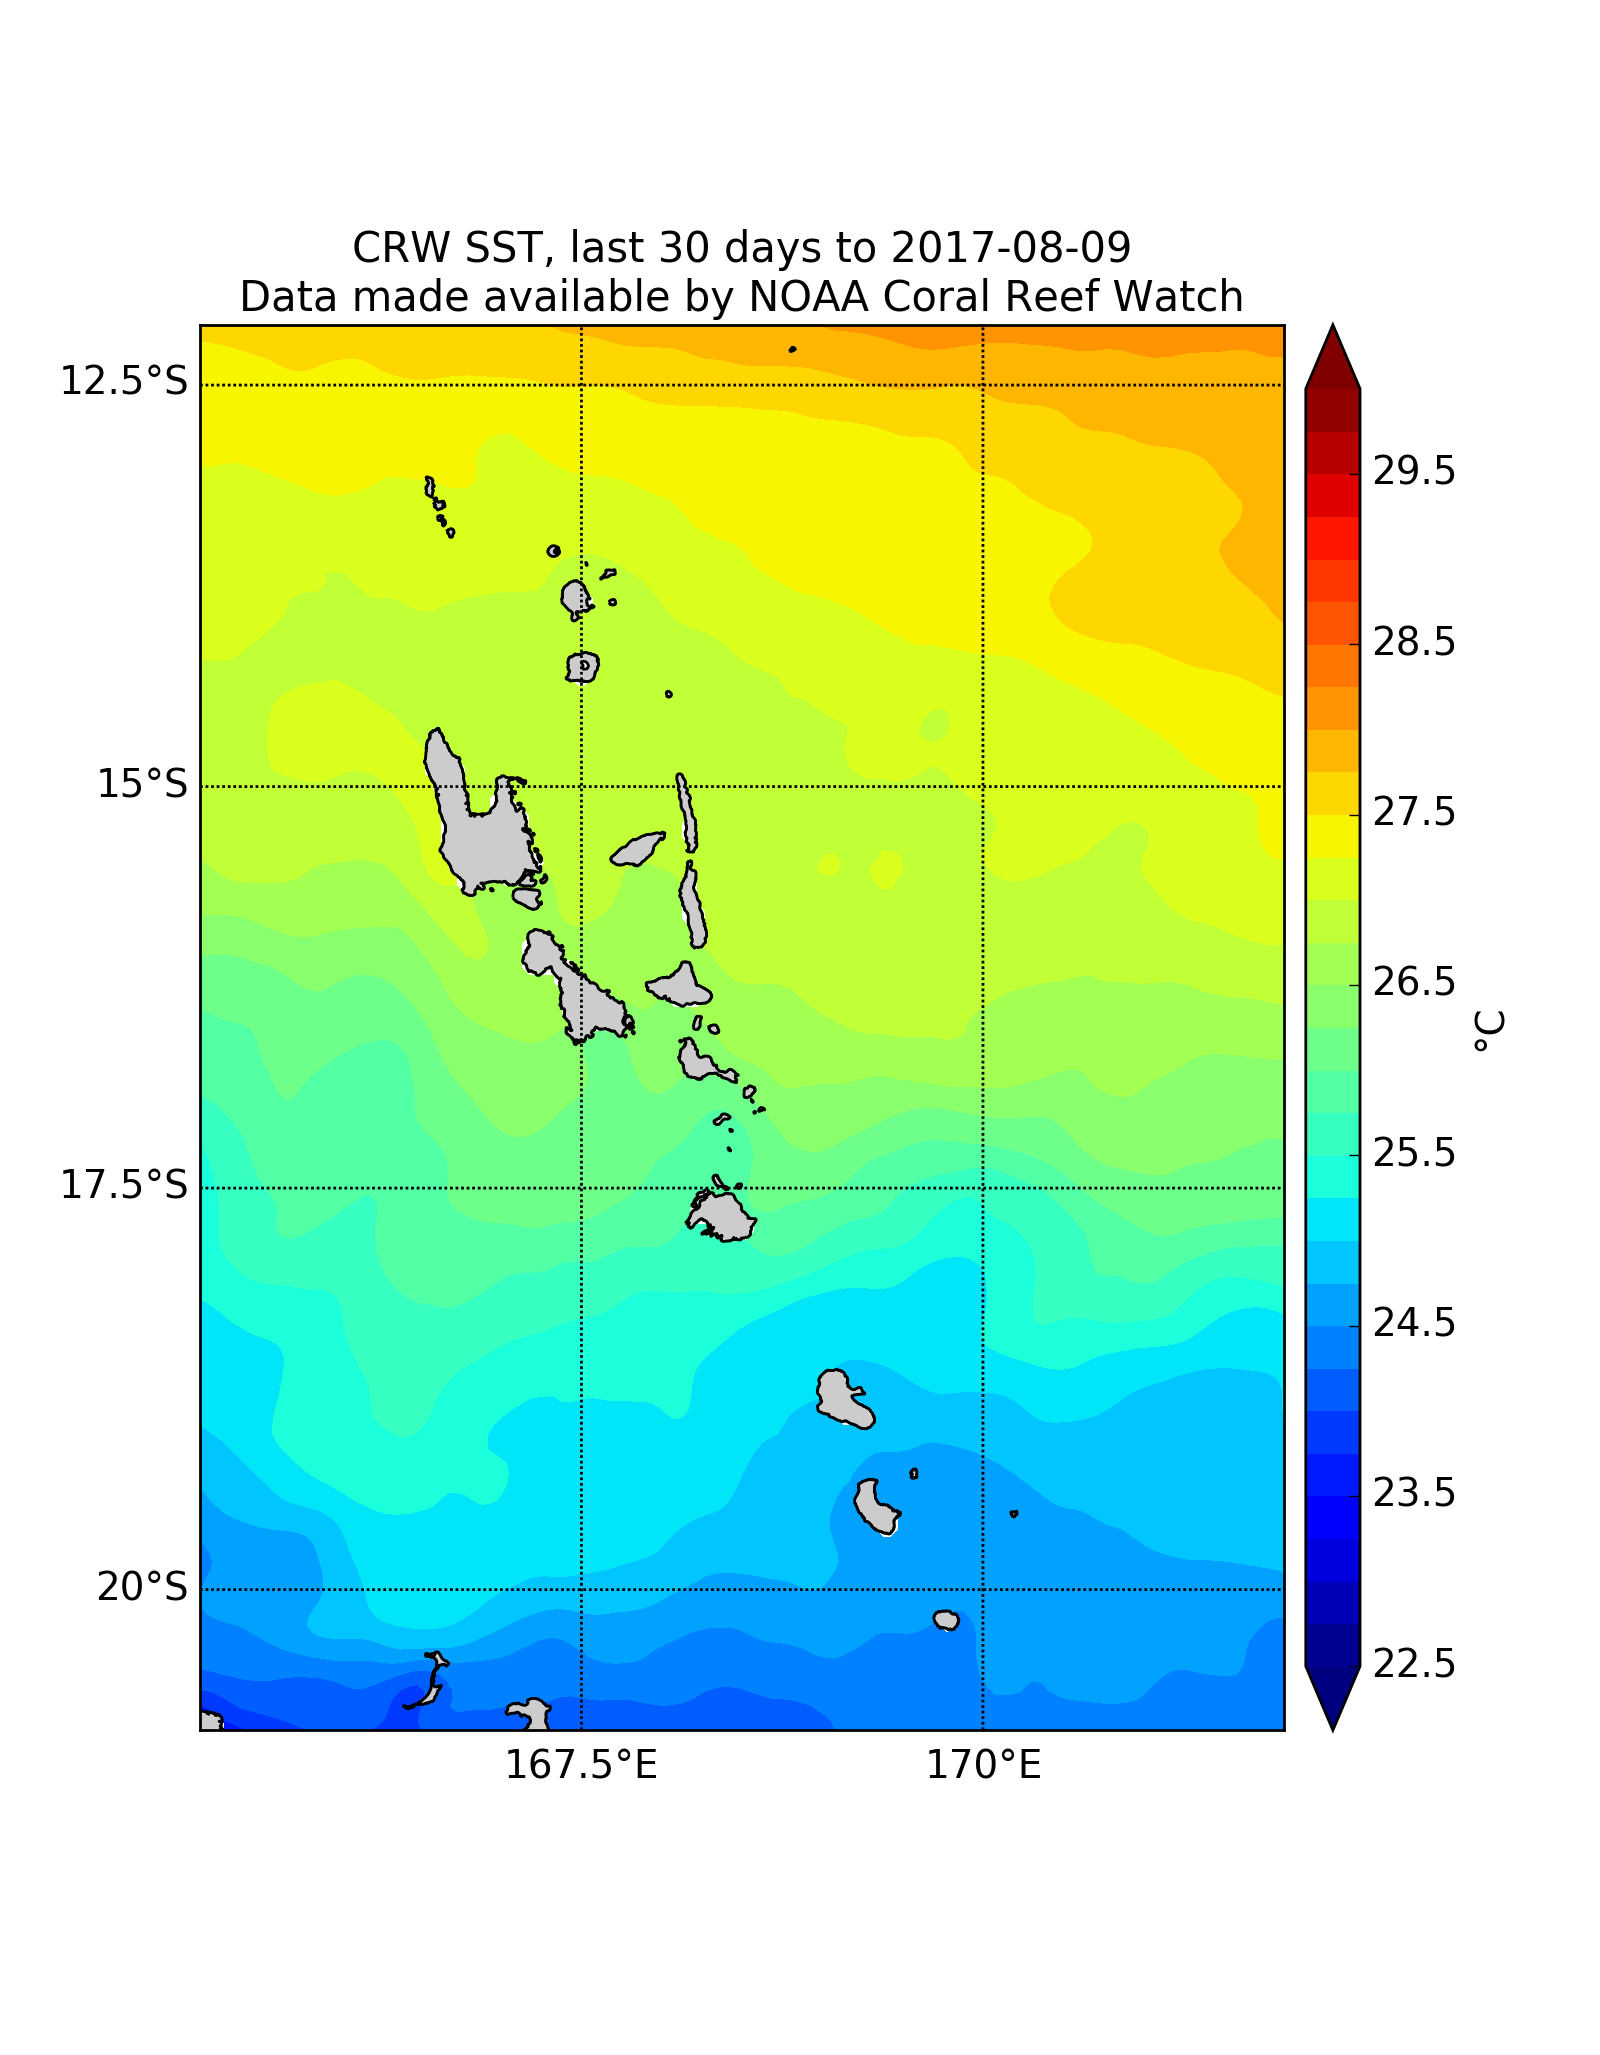 CRW SST, last 30 days to 2017-08-09
Data made available by NOAA Coral Reef Watch
12.5°S
15°S
17.5°S
20°S
167.5°E
170°E
29.5
28.5
27.5
26.5
25.5
24.5
23.5
22.5
°C